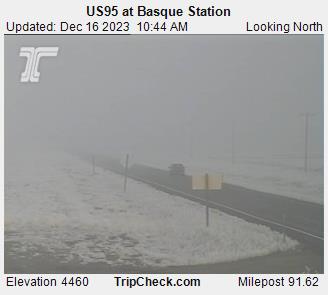 US95 at Basque Station
Updated: Dec 16 2023 10:44 AM Looking North
Elevation 4460 TripCheck.com Milepost 91.62